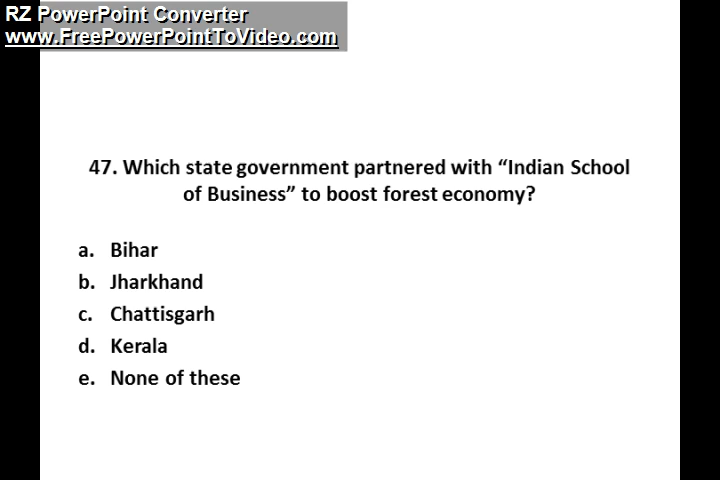 RZ PowerPoint Converter
www.FreePowerPointToVideo.com
47. Which state government partnered with “Indian School
of Business” to boost forest economy?
a. Bihar
b. Jharkhand
c. Chattisgarh
d. Kerala
e. None of these